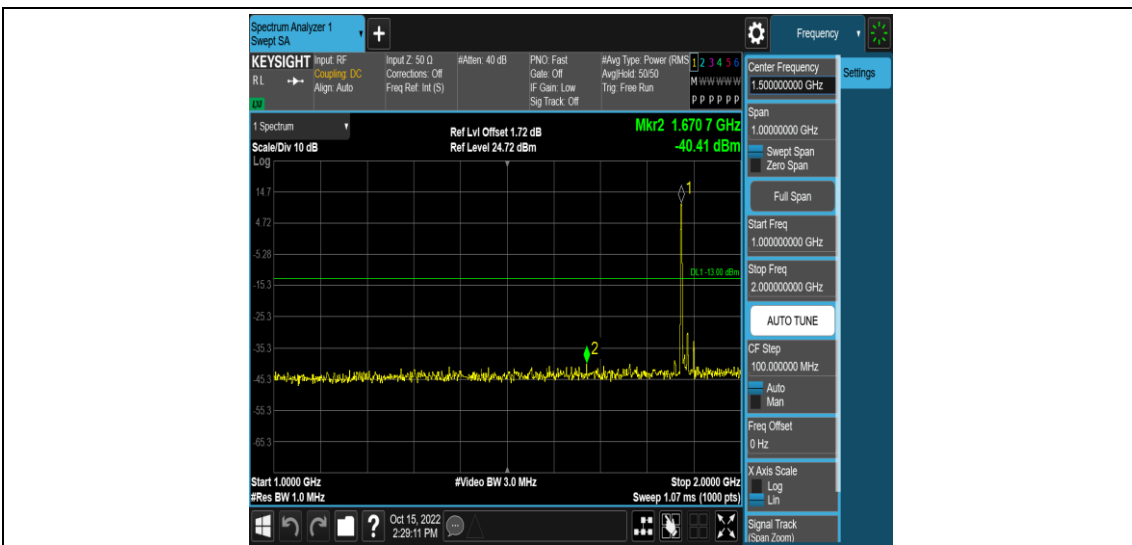 Spectrum Analyzer 1
Swept SA
+
Frequency
KEYSIGHT
RL
LV
Input: RF
Coupling: DC
Align: Auto
Input Z: 50 Ω
Corrections: Off
Freq Ref: Int (S)
#Atten: 40 dB
PNO: Fast
Gate: Off
IF Gain: Low
Sig Track: Off
#Avg Type: Power (RMS
Avg|Hold: 50/50
Trig: Free Run
1 2 3 4 5 6
M W W W W W
P P P P P P
1 Spectrum
Scale/Div 10 dB
Log
Ref Lvl Offset 1.72 dB
Ref Level 24.72 dBm
Mkr2 1.670 7 GHz
-40.41 dBm
1
14.7
4.72
-5.28
DL1 -13.00 dBm
-15.3
-25.3
-35.3
2
-45.3
-55.3
-65.3
Start 1.0000 GHz
#Video BW 3.0 MHz
Stop 2.0000 GHz
#Res BW 1.0 MHz
Sweep 1.07 ms (1000 pts)
?
Oct 15, 2022
2:29:11 PM
Center Frequency
1.500000000 GHz
Settings
Span
1.00000000 GHz
Swept Span
Zero Span
Full Span
Start Freq
1.000000000 GHz
Stop Freq
2.000000000 GHz
AUTO TUNE
CF Step
100.000000 MHz
Auto
Man
Freq Offset
0 Hz
X Axis Scale
Log
Lin
Signal Track
(Span Zoom)